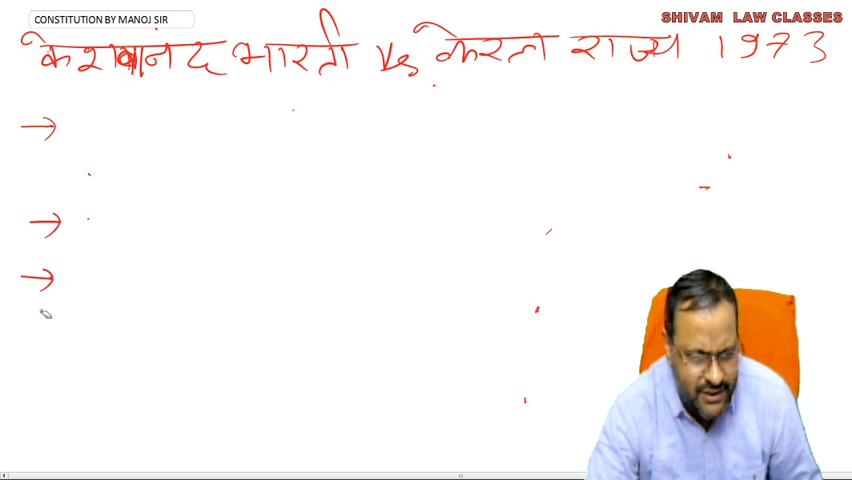 CONSTITUTION BY MANOJ SIR
SHIVAM LAW CLASSES
केशवानंद भारती Vs केरल राज्य 1973